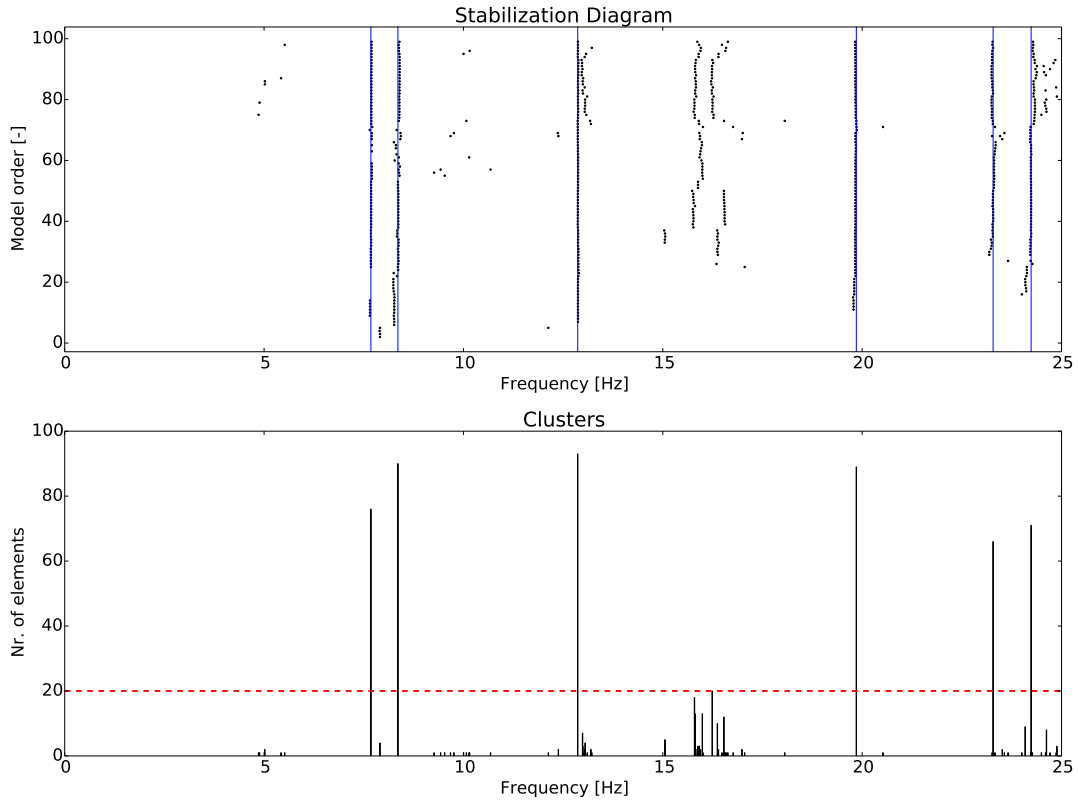 Stabilization Diagram
100
80
60
40
20
0
Model order [-]
0 5 10 15 20 25
Frequency [Hz]
Clusters
100
80
60
40
20
0
Nr. of elements
0 5 10 15 20 25
Frequency [Hz]